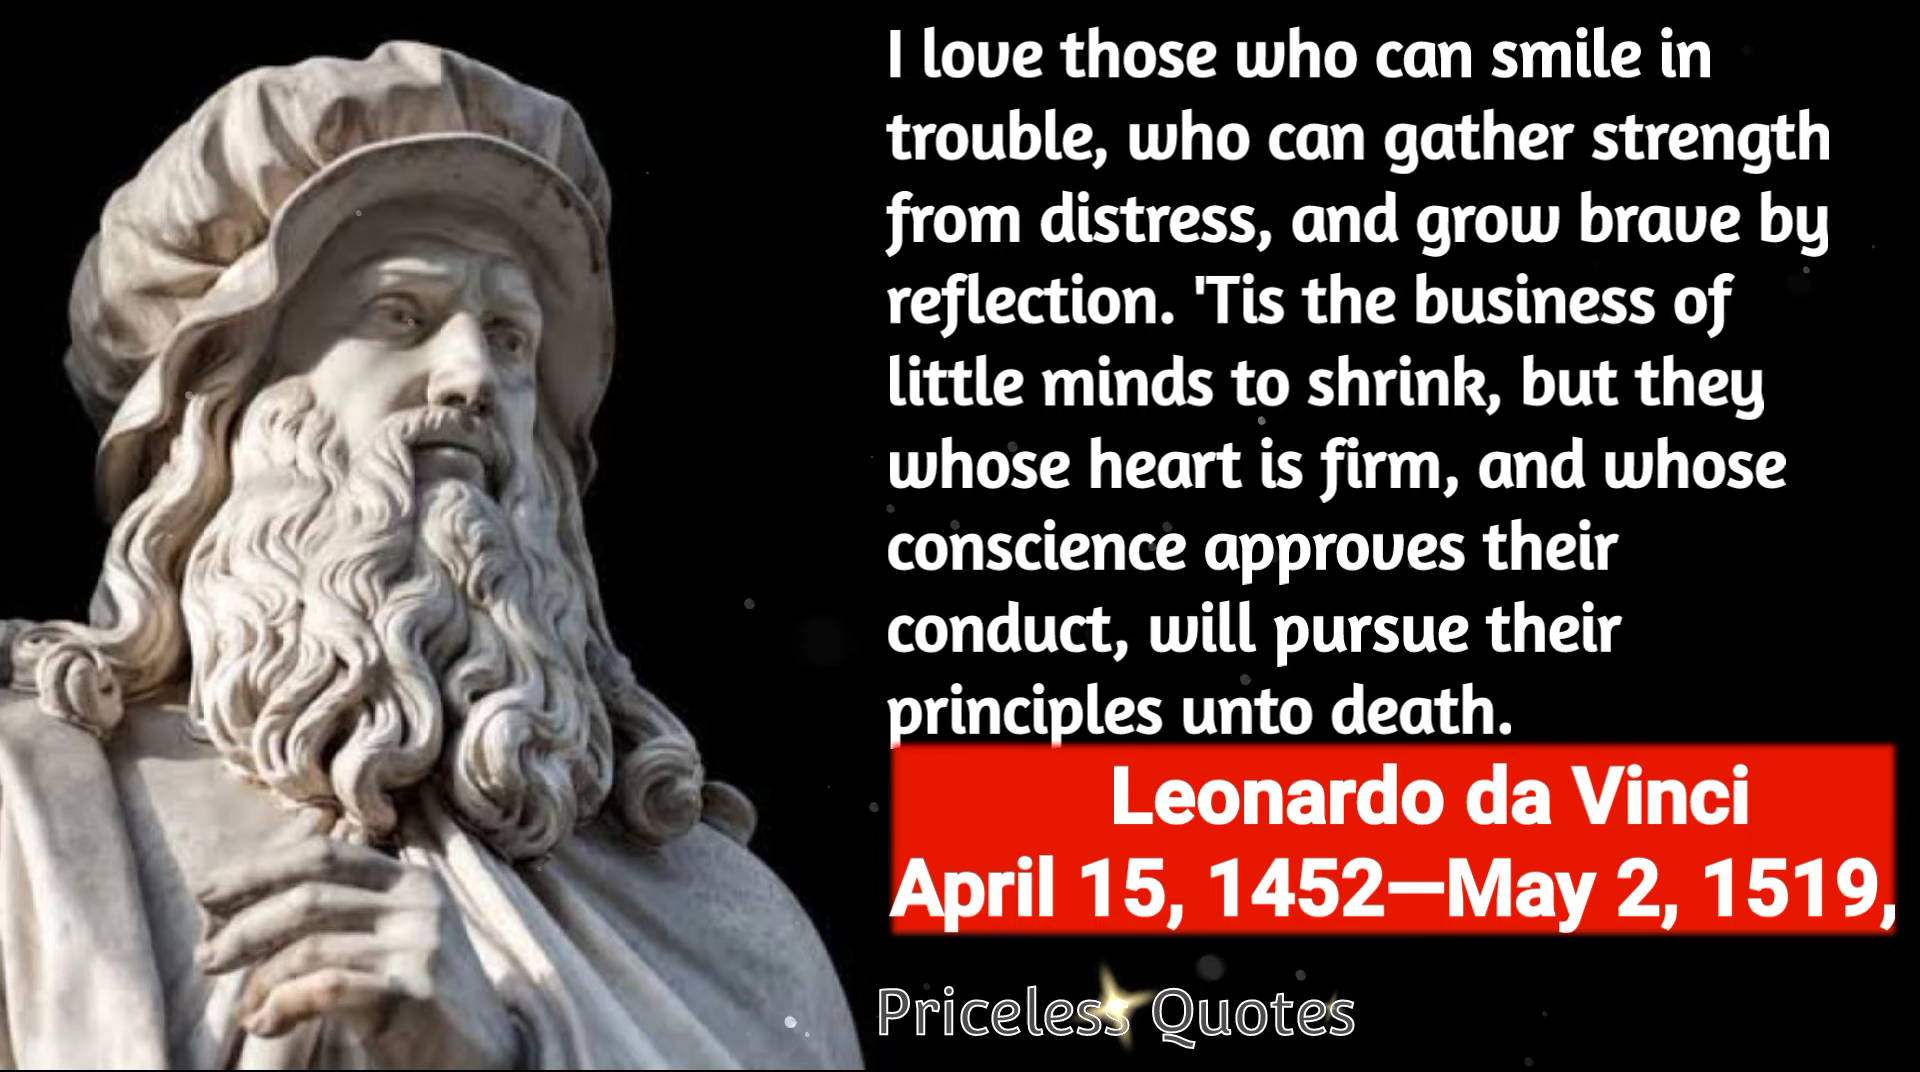 I love those who can smile in
trouble, who can gather strength
from distress, and grow brave by
reflection. 'Tis the business of
little minds to shrink, but they
whose heart is firm, and whose
conscience approves their
conduct, will pursue their
principles unto death.
Leonardo da Vinci
April 15, 1452—May 2, 1519,
Priceless Quotes